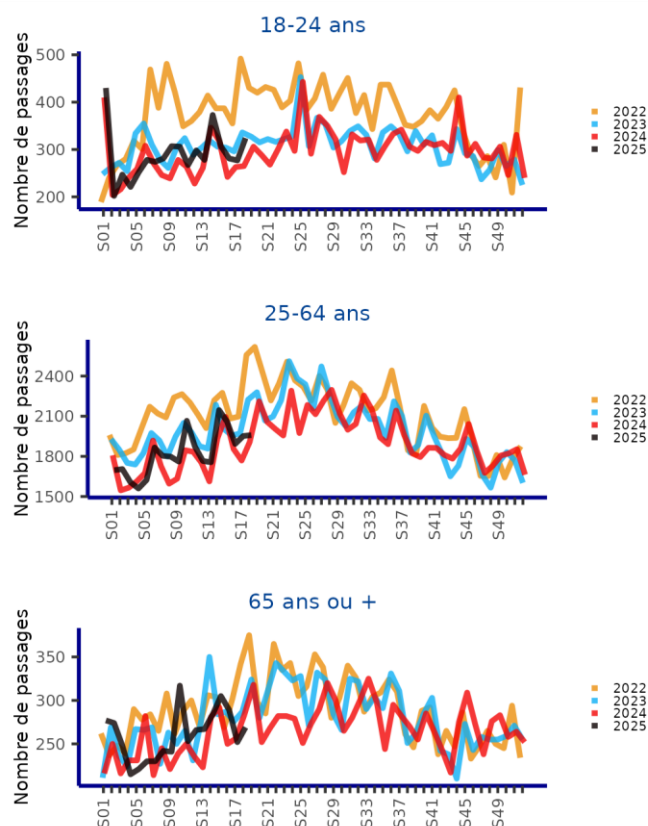 18-24 ans
Nombre de passages
500
400
300
200
S01
S05
S09
S13
S17
S21
S25
S29
S33
S37
S41
S45
S49
2022
2023
2024
2025
25-64 ans
Nombre de passages
2400
2100
1800
1500
S01
S05
S09
S13
S17
S21
S25
S29
S33
S37
S41
S45
S49
2022
2023
2024
2025
65 ans ou +
Nombre de passages
350
300
250
S01
S05
S09
S13
S17
S21
S25
S29
S33
S37
S41
S45
S49
2022
2023
2024
2025